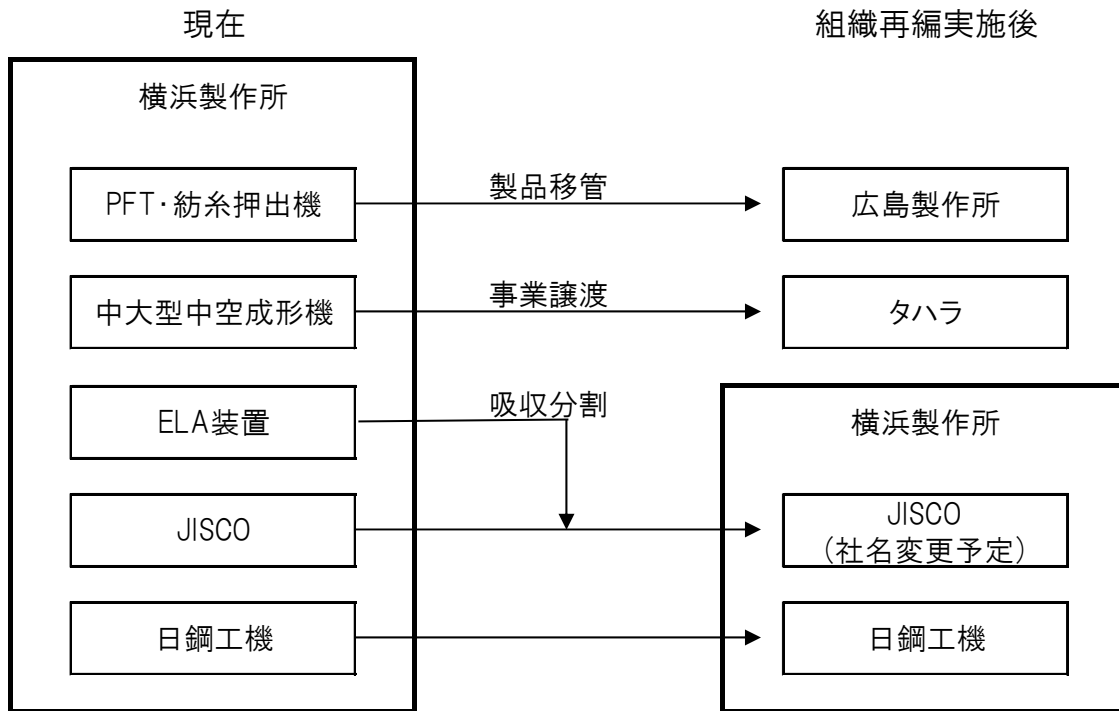 現在
組織再編実施後
横浜製作所
PFT・紡糸押出機
製品移管
広島製作所
中大型中空成形機
事業譲渡
タハラ
ELA装置
吸収分割
横浜製作所
JISCO
JISCO
(社名変更予定)
日鋼工機
日鋼工機